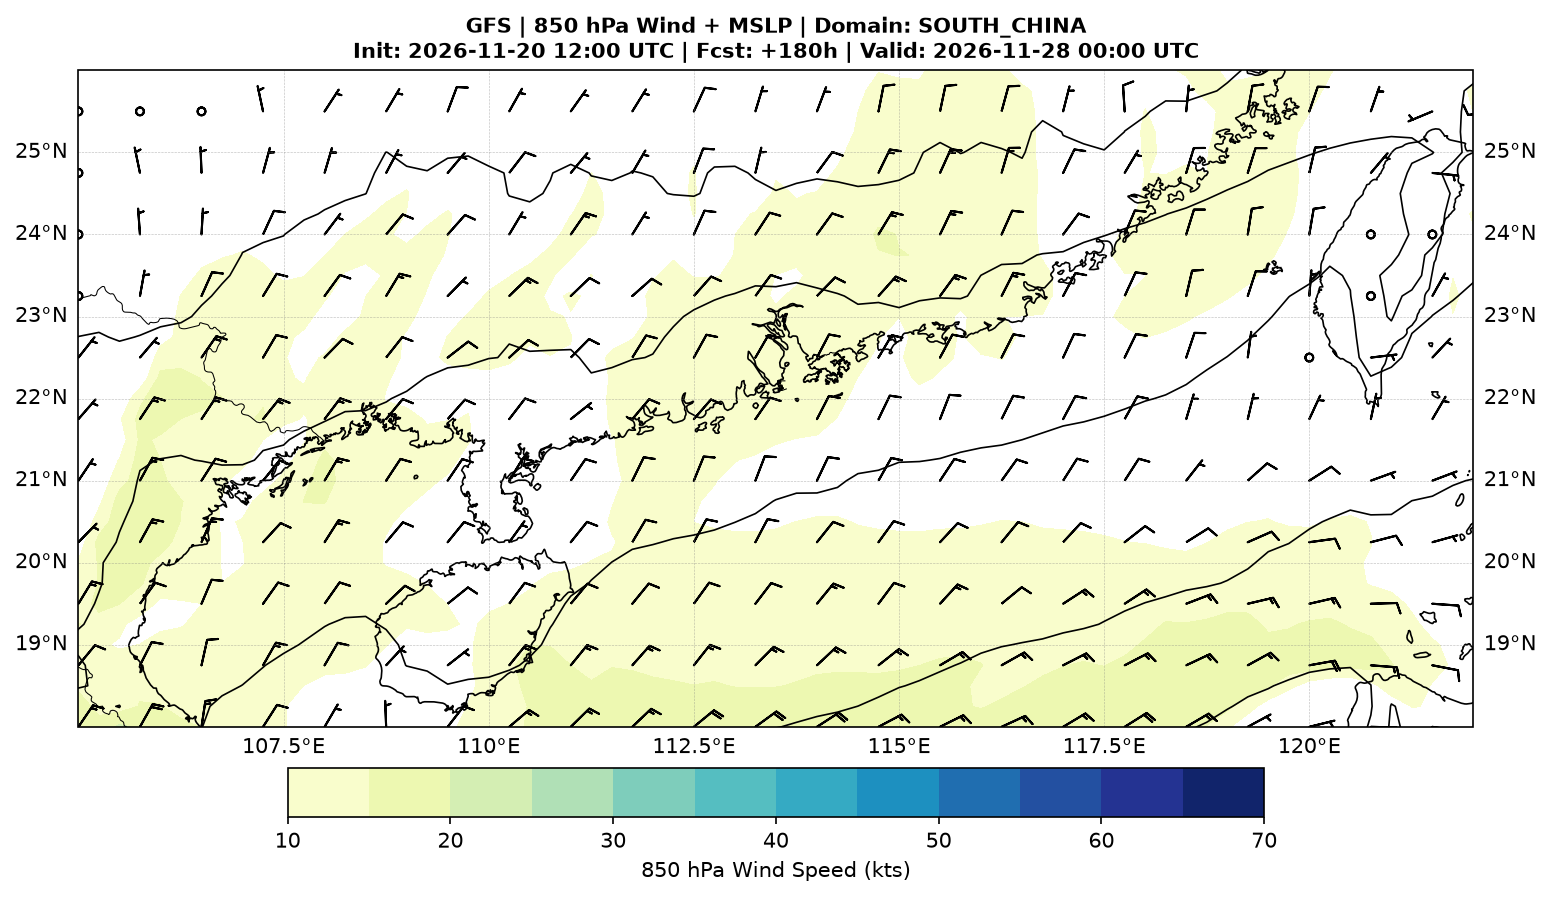 GFS | 850 hPa Wind + MSLP | Domain: SOUTH_CHINA
Init: 2026-11-20 12:00 UTC | Fcst: +180h | Valid: 2026-11-28 00:00 UTC
25°N 25°N
24°N 24°N
23°N 23°N
22°N 22°N
21°N 21°N
20°N 20°N
19°N 19°N
107.5°E 110°E 112.5°E 115°E 117.5°E 120°E
10 20 30 40 50 60 70
850 hPa Wind Speed (kts)